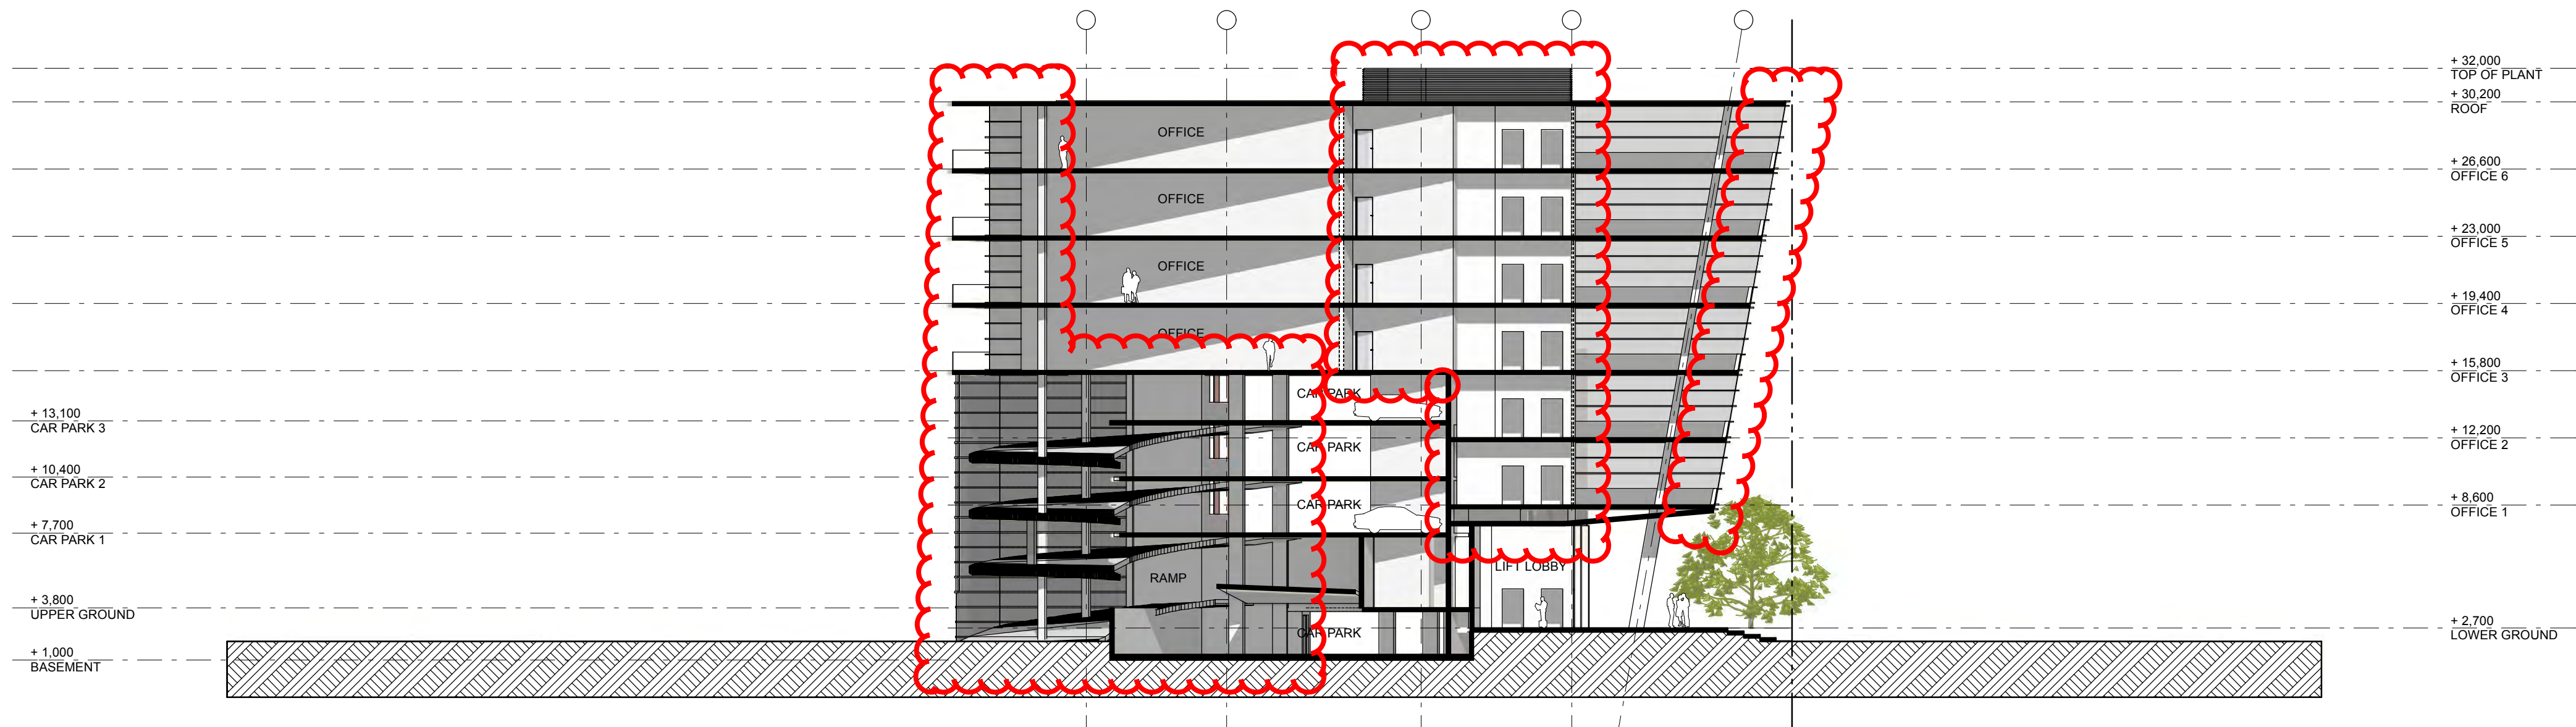 + 32,000
TOP OF PLANT
+ 30,200
ROOF
OFFICE
+ 26,600
OFFICE 6
OFFICE
+ 23,000
OFFICE 5
OFFICE
+ 19,400
OFFICE 4
OFFICE
+ 15,800
OFFICE 3
CAR PARK
+ 13,100
CAR PARK 3
+ 12,200
OFFICE 2
CAR PARK
+ 10,400
CAR PARK 2
+ 8,600
OFFICE 1
CAR PARK
+ 7,700
CAR PARK 1
LIFT LOBBY
RAMP
+ 3,800
UPPER GROUND
+ 2,700
LOWER GROUND
CAR PARK
+ 1,000
BASEMENT